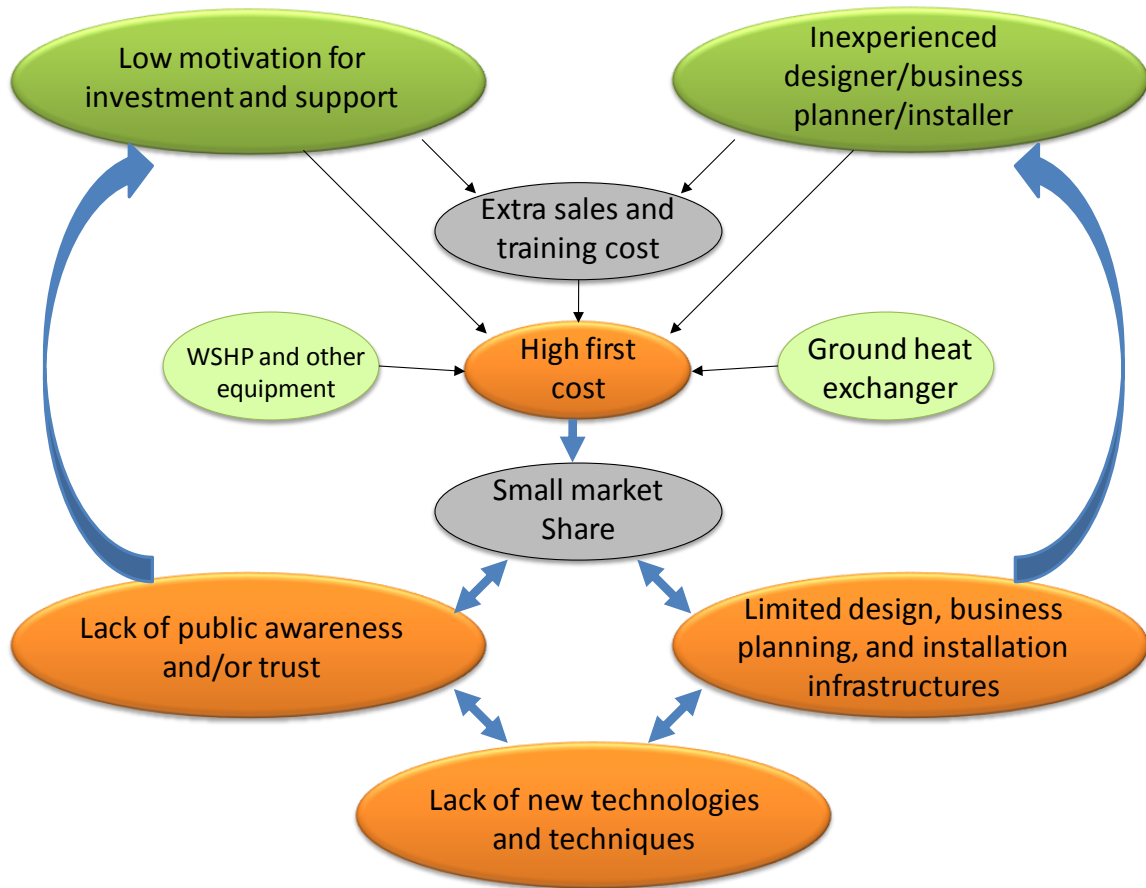 Low motivation for
investment and support
Inexperienced
designer/business
planner/installer
Extra sales and
training cost
WSHP and other
equipment
High first
cost
Ground heat
exchanger
Small market
Share
Lack of public awareness
and/or trust
Limited design, business
planning, and installation
infrastructures
Lack of new technologies
and techniques